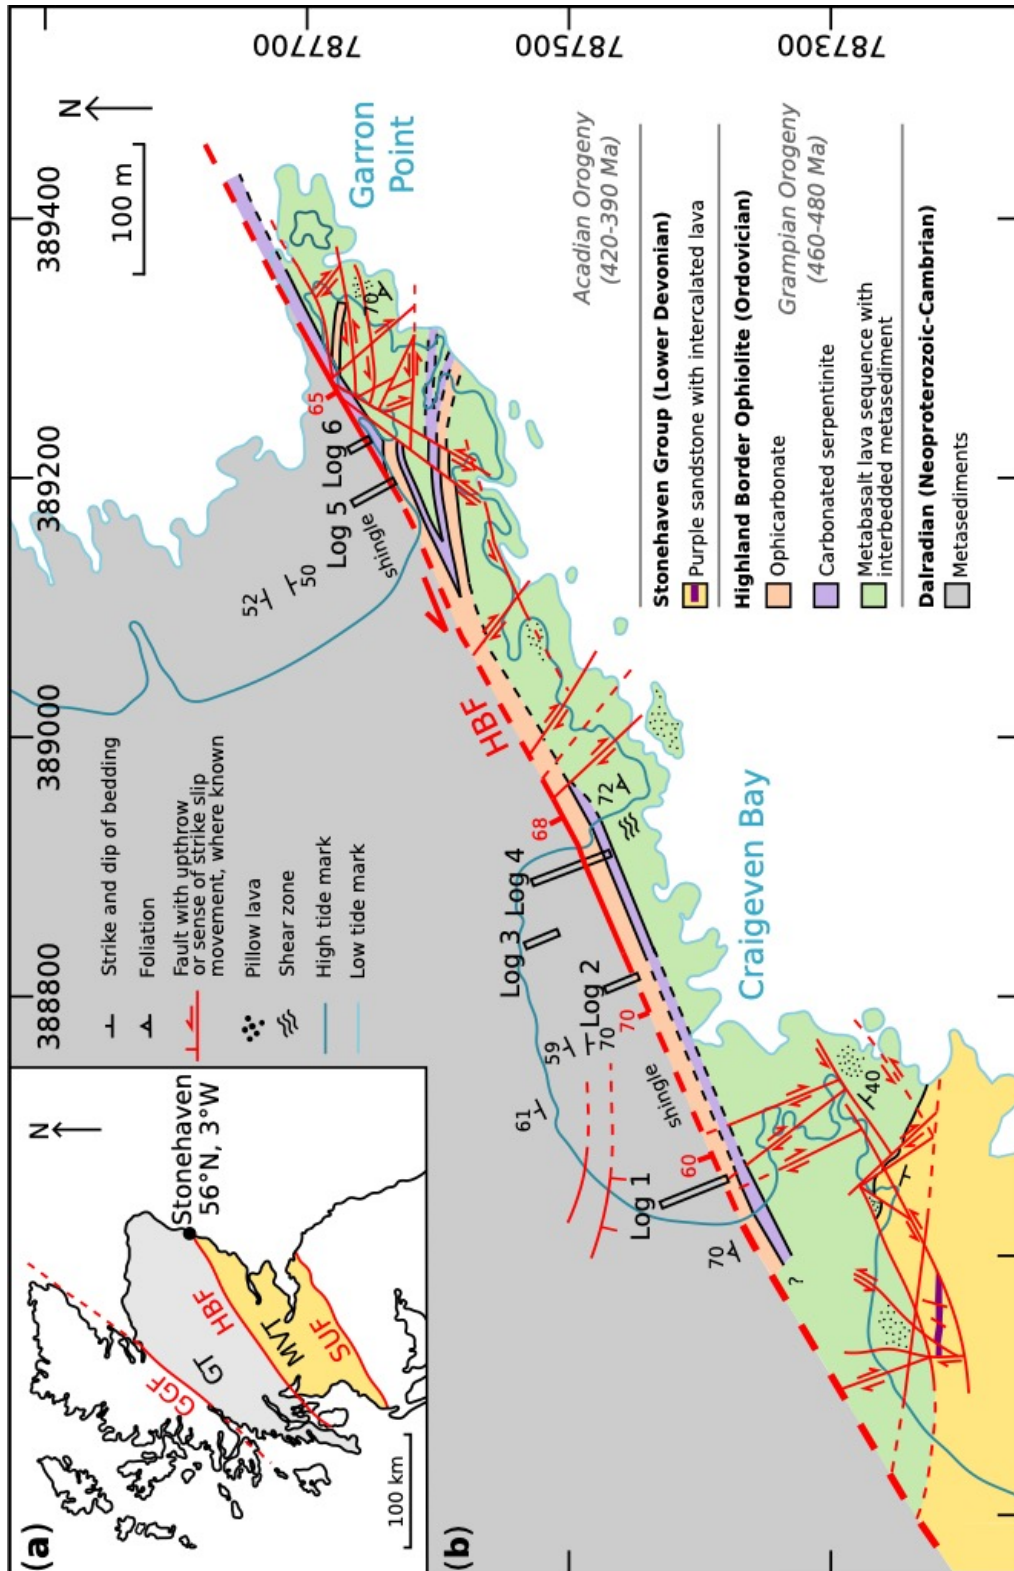 (a)
N
Stonehaven
56°N, 3°W
GGF
GT
HBF
MVT
SUF
100 km
Strike and dip of bedding
Foliation
Fault with upthrow
or sense of strike slip
movement, where known
Pillow lava
Shear zone
High tide mark
Low tide mark
(b)
388800
389000
389200
389400
787700
787500
787300
N
100 m
Garron
Point
65
70
Log 6
Log 5
shingle
52
50
HBF
68
72
Log 4
Log 3
Log 2
70
59
70
61
shingle
60
Log 1
70
?
40
Craigeven Bay
Acadian Orogeny
(420-390 Ma)
Stonehaven Group (Lower Devonian)
Purple sandstone with intercalated lava
Highland Border Ophiolite (Ordovician)
Grampian Orogeny
(460-480 Ma)
Ophicarbonate
Carbonated serpentinite
Metabasalt lava sequence with
interbedded metasediment
Dalradian (Neoproterozoic-Cambrian)
Metasediments